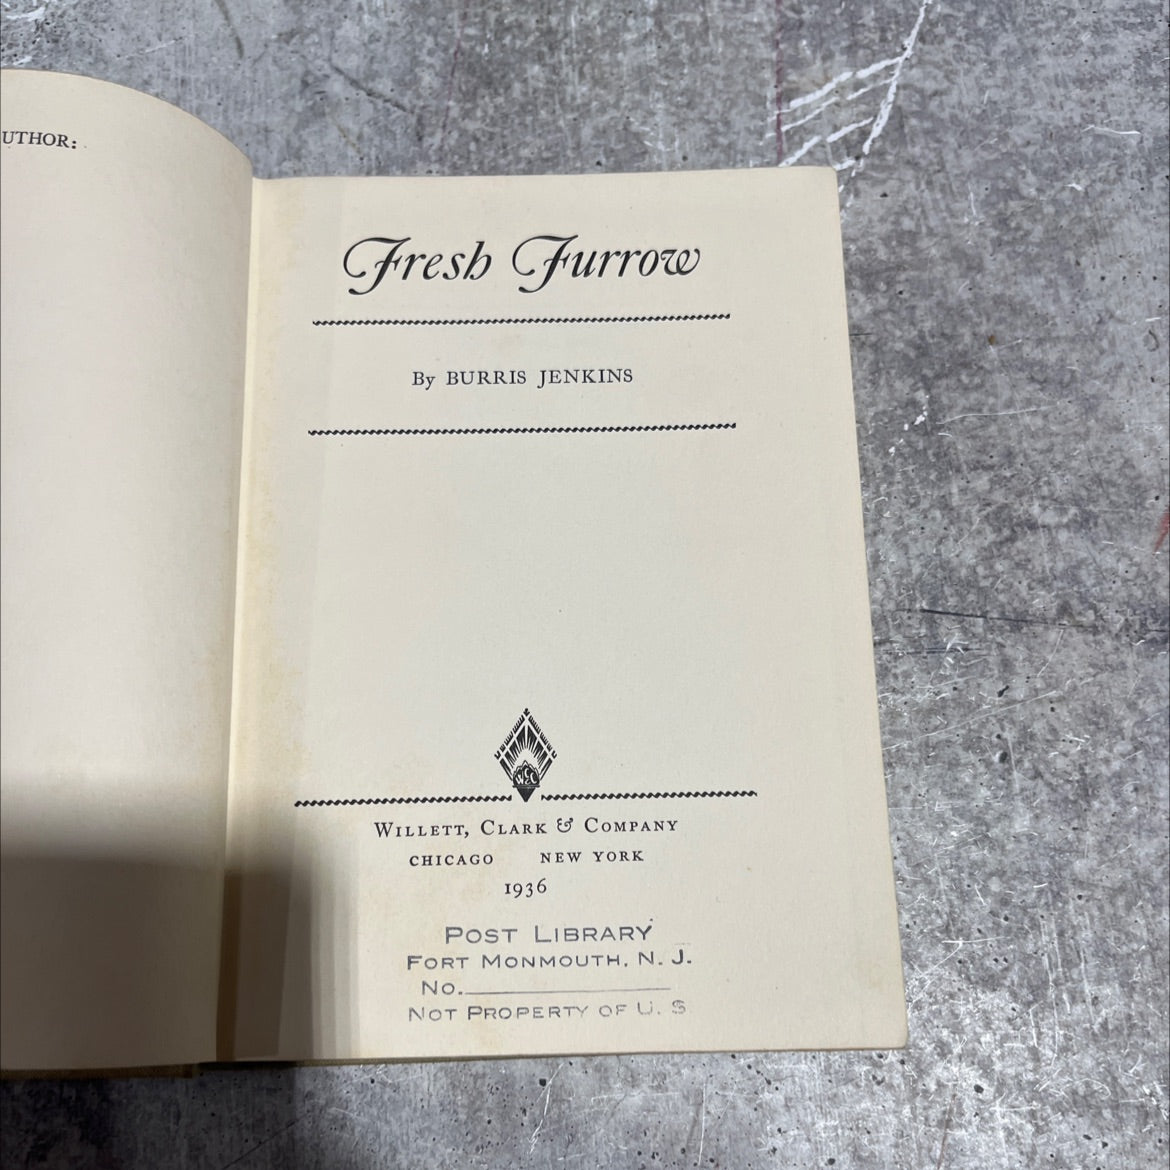 UTHOR:
Fresh Furrow
By BURRIS JENKINS
WCC
WILLETT, CLARK & COMPANY
CHICAGO NEW YORK
1936
POST LIBRARY
FORT MONMOUTH, N. J.
NO.
NOT PROPERTY OF U. S